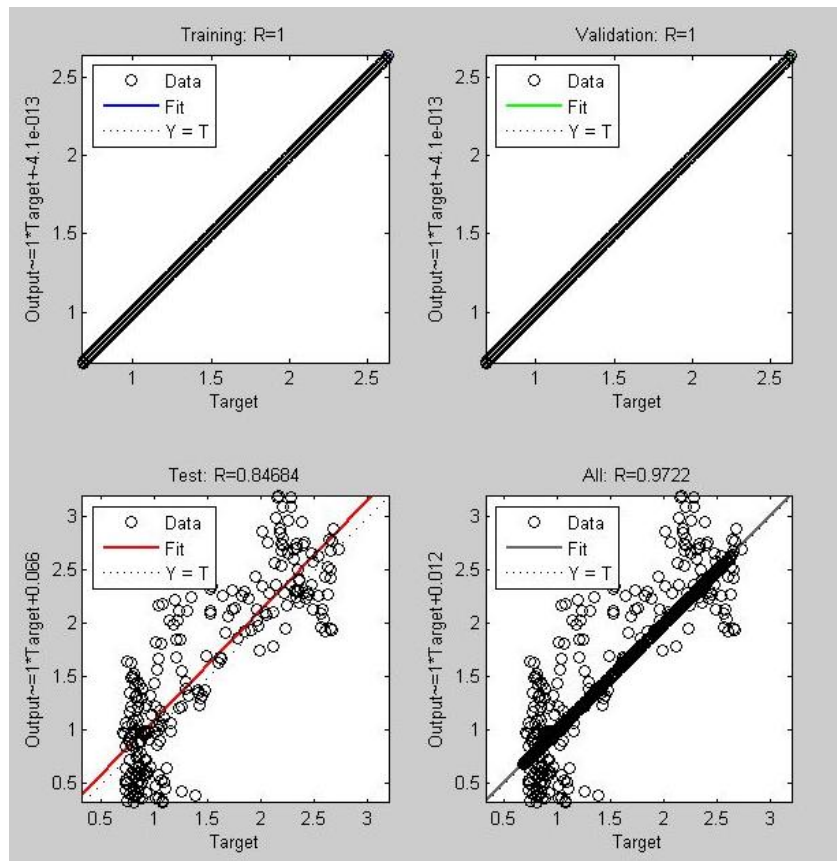 Training: R=1
Output~=1*Target+-4.1e-013
2.5
2
1.5
1
Data
Fit
Y = T
1
1.5
2
2.5
Target
Validation: R=1
Output~=1*Target+-4.1e-013
2.5
2
1.5
1
Data
Fit
Y = T
1
1.5
2
2.5
Target
Test: R=0.84684
Output~=1*Target+0.066
3
2.5
2
1.5
1
0.5
Data
Fit
Y = T
0.5
1
1.5
2
2.5
3
Target
All: R=0.9722
Output~=1*Target+0.012
3
2.5
2
1.5
1
0.5
Data
Fit
Y = T
0.5
1
1.5
2
2.5
3
Target